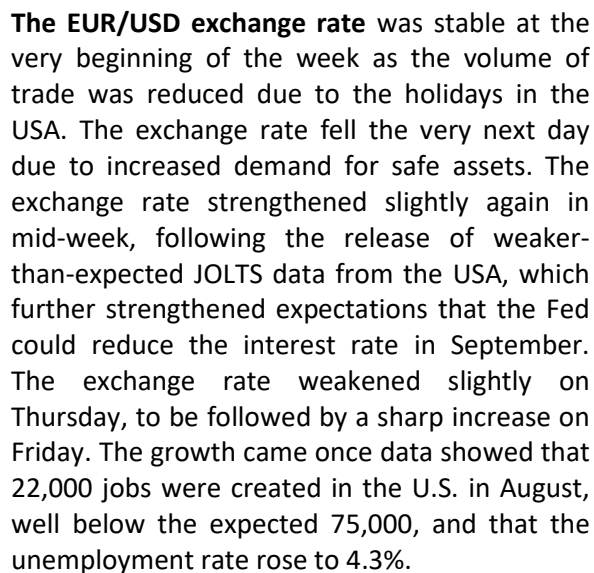 The EUR/USD exchange rate was stable at the
very beginning of the week as the volume of
trade was reduced due to the holidays in the
USA. The exchange rate fell the very next day
due to increased demand for safe assets. The
exchange rate strengthened slightly again in
mid-week, following the release of weaker-
than-expected JOLTS data from the USA, which
further strengthened expectations that the Fed
could reduce the interest rate in September.
The exchange rate weakened slightly on
Thursday, to be followed by a sharp increase on
Friday. The growth came once data showed that
22,000 jobs were created in the U.S. in August,
well below the expected 75,000, and that the
unemployment rate rose to 4.3%.